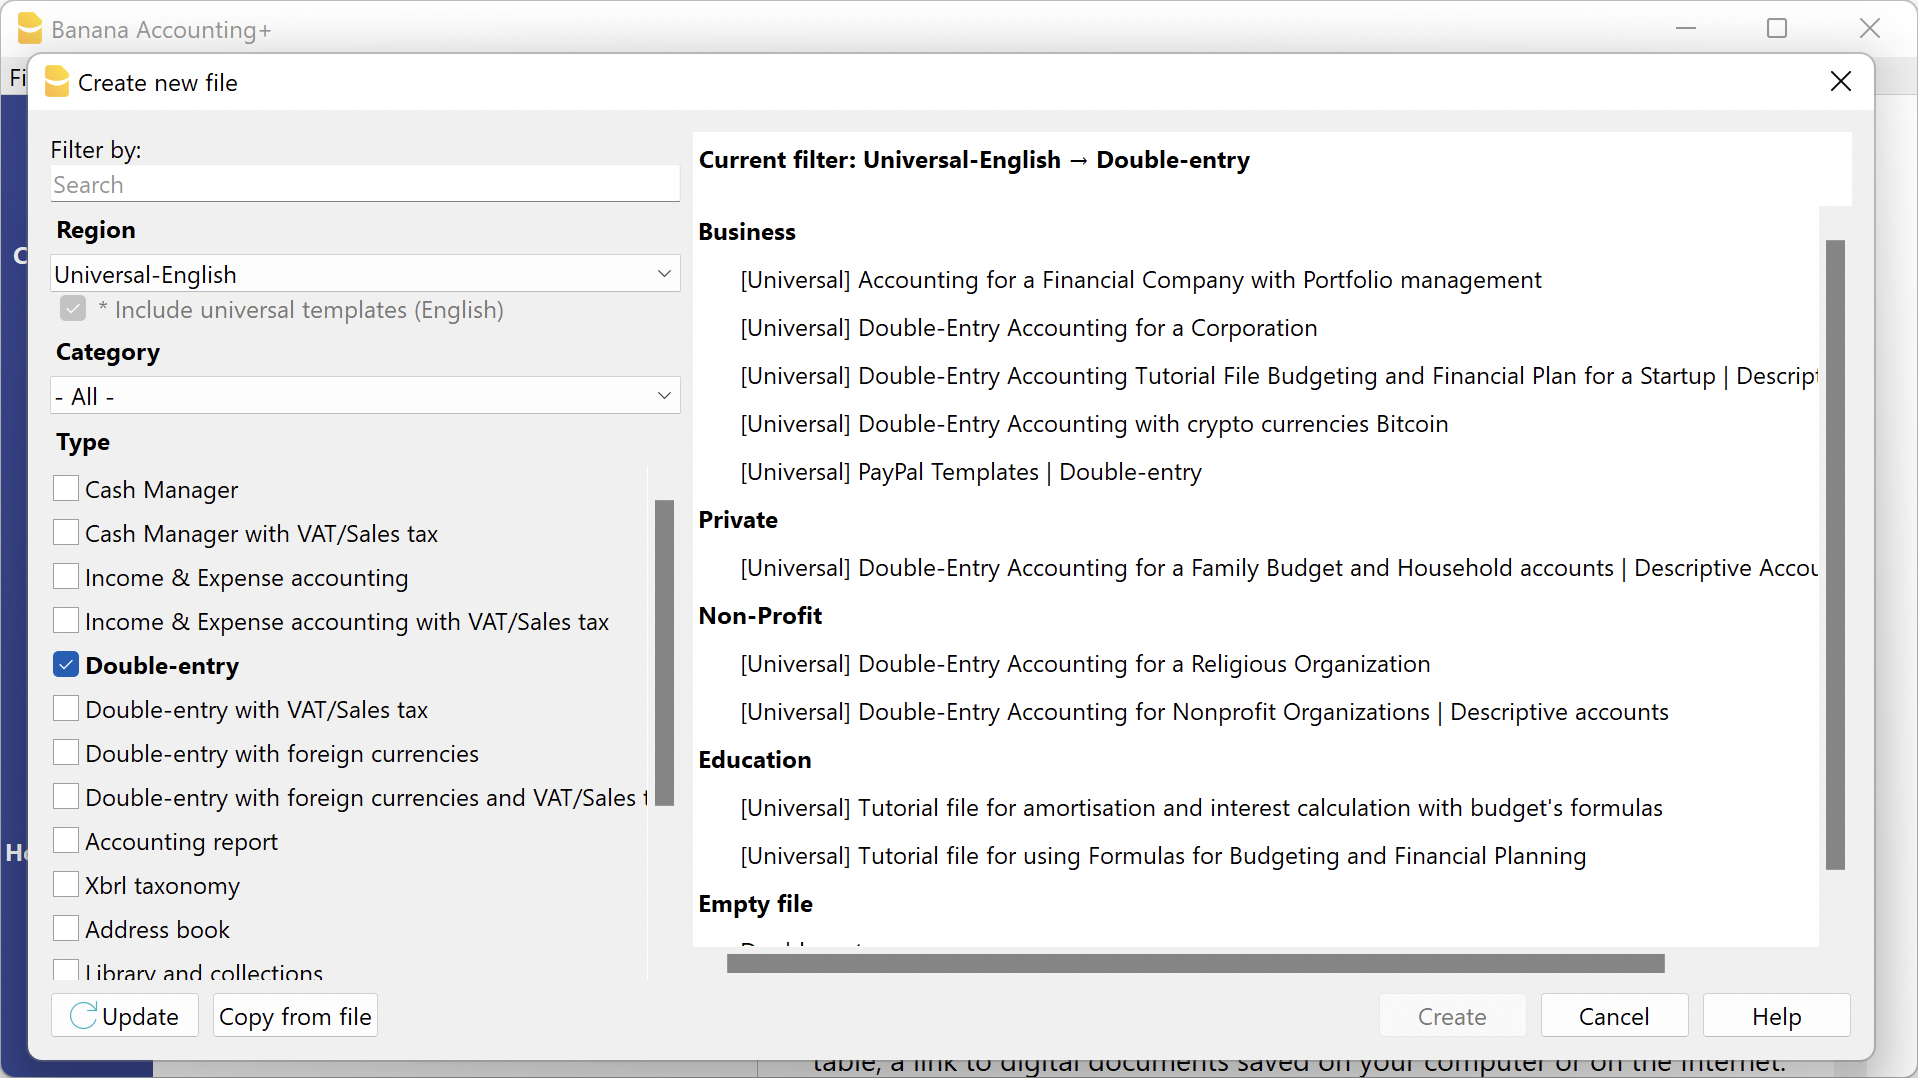 Banana Accounting+
Fi
Create new file
Filter by:
Search
Region
Universal-English
* Include universal templates (English)
Category
- All -
Type
Cash Manager
Cash Manager with VAT/Sales tax
Income & Expense accounting
Income & Expense accounting with VAT/Sales tax
Double-entry
Double-entry with VAT/Sales tax
Double-entry with foreign currencies
Double-entry with foreign currencies and VAT/Sales t
Accounting report
Xbrl taxonomy
Address book
Library and collections
Update
Copy from file
Current filter: Universal-English → Double-entry
Business
[Universal] Accounting for a Financial Company with Portfolio management
[Universal] Double-Entry Accounting for a Corporation
[Universal] Double-Entry Accounting Tutorial File Budgeting and Financial Plan for a Startup | Descript
[Universal] Double-Entry Accounting with crypto currencies Bitcoin
[Universal] PayPal Templates | Double-entry
Private
[Universal] Double-Entry Accounting for a Family Budget and Household accounts | Descriptive Accou
Non-Profit
[Universal] Double-Entry Accounting for a Religious Organization
[Universal] Double-Entry Accounting for Nonprofit Organizations | Descriptive accounts
Education
[Universal] Tutorial file for amortisation and interest calculation with budget's formulas
[Universal] Tutorial file for using Formulas for Budgeting and Financial Planning
Empty file
Create
Cancel
Help
table, a link to digital documents saved on your computer or on the Internet.